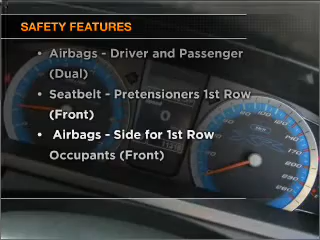 SAFETY FEATURES
• Airbags - Driver and Passenger
(Dual)
• Seatbelt - Pretensioners 1st Row
(Front)
• Airbags - Side for 1st Row
Occupants (Front)